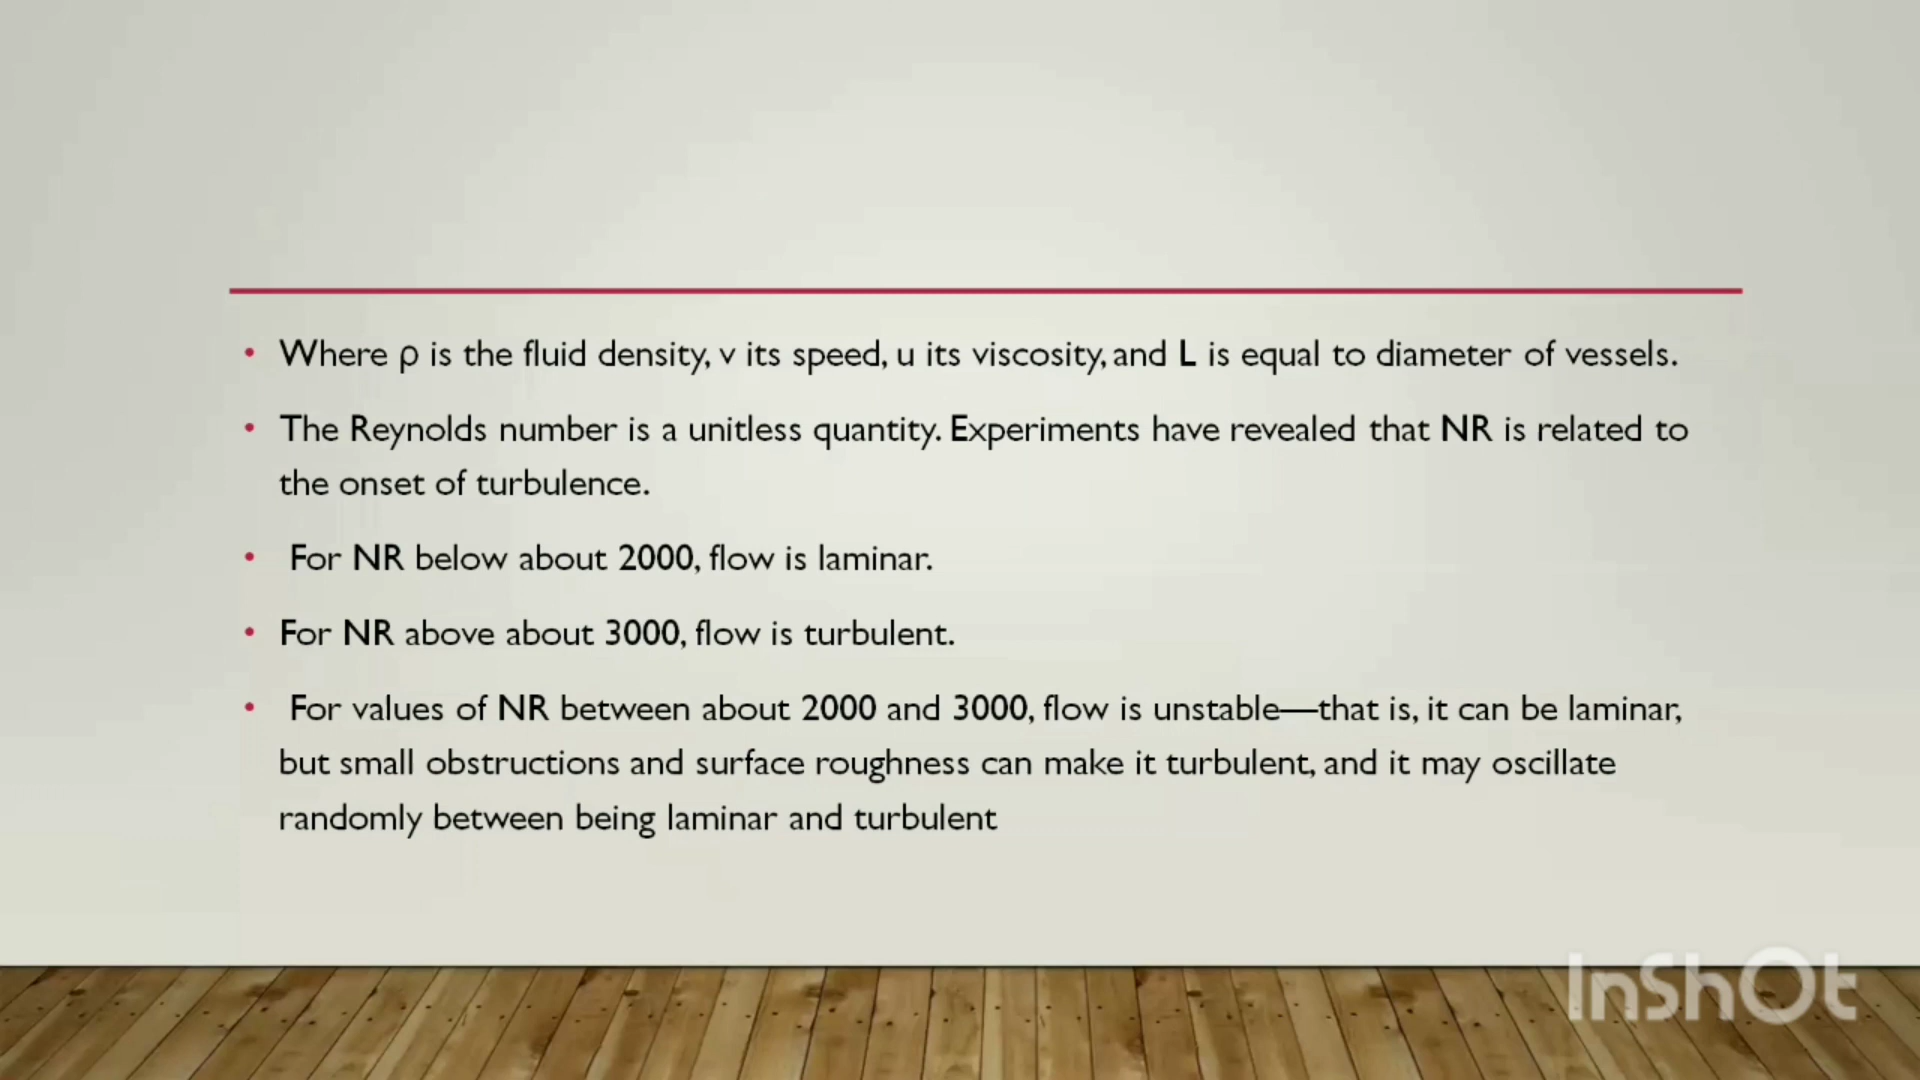 • Where ρ is the fluid density, v its speed, u its viscosity, and L is equal to diameter of vessels.
• The Reynolds number is a unitless quantity. Experiments have revealed that NR is related to
the onset of turbulence.
• For NR below about 2000, flow is laminar.
• For NR above about 3000, flow is turbulent.
• For values of NR between about 2000 and 3000, flow is unstable—that is, it can be laminar,
but small obstructions and surface roughness can make it turbulent, and it may oscillate
randomly between being laminar and turbulent
InShOt